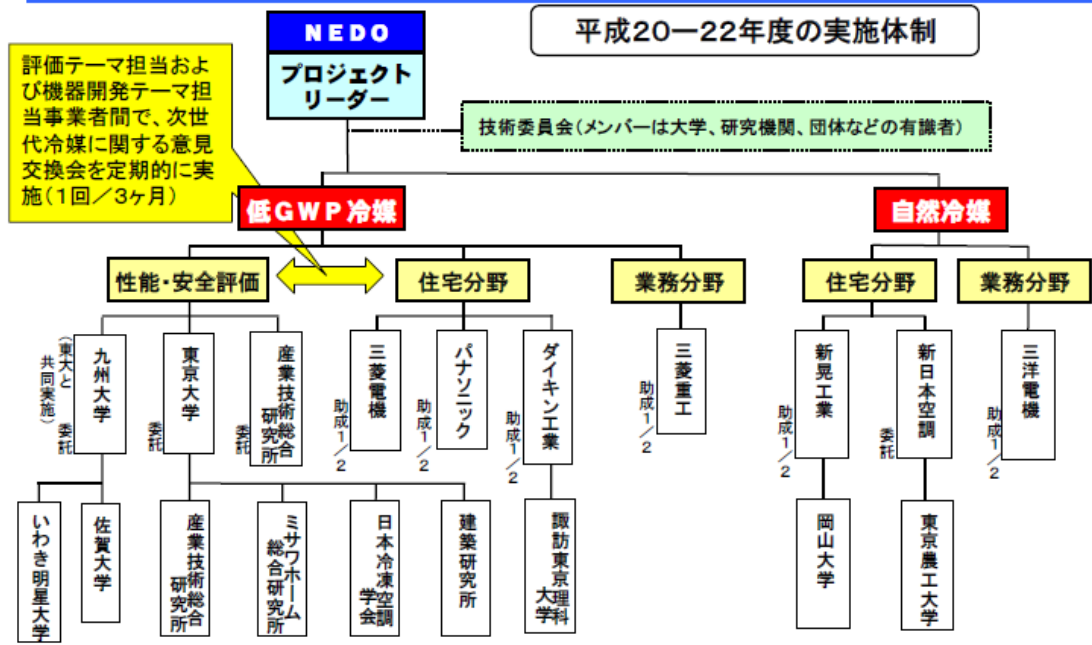 NEDO
プロジェクト
リーダー
平成20ー22年度の実施体制
評価テーマ担当およ
び機器開発テーマ担
当事業者間で、次世
代冷媒に関する意見
交換会を定期的に実
施(1回/3ヶ月)
技術委員会(メンバーは大学、研究機関、団体などの有識者)
低GWP冷媒
自然冷媒
性能・安全評価
住宅分野
業務分野
住宅分野
業務分野
九州大学
(東大と
共同実施)
委託
東京大学
委託
産業技術総合
研究所
委託
三菱電機
助成1/2
パナソニック
助成1/2
ダイキン工業
助成1/2
三菱重工
助成1/2
新晃工業
助成1/2
新日本空調
委託
三洋電機
助成1/2
いわき明星大学
佐賀大学
産業技術総合
研究所
ミサワホーム
総合研究所
日本冷凍空調
学会
建築研究所
諏訪東京理科
大学
岡山大学
東京農工大学